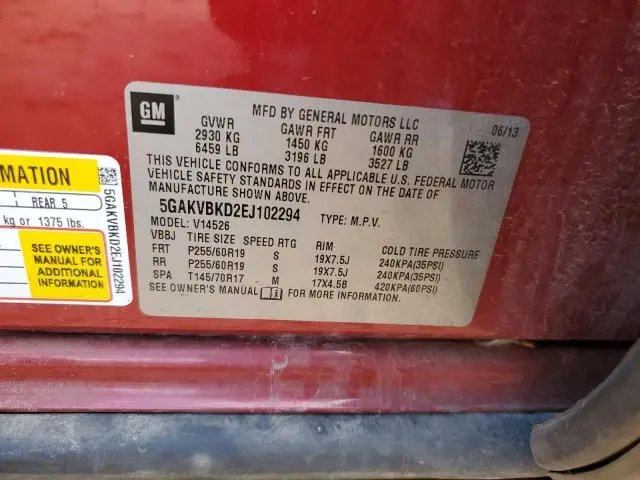 GM
MFD BY GENERAL MOTORS LLC
06/13
GVWR GAWR FRT GAWR RR
2930 KG 1450 KG 1600 KG
6459 LB 3196 LB 3527 LB
THIS VEHICLE CONFORMS TO ALL APPLICABLE U.S. FEDERAL MOTOR
VEHICLE SAFETY STANDARDS IN EFFECT ON THE DATE OF
MANUFACTURE SHOWN ABOVE.
5GAKVBKD2EJ102294 TYPE: M.P.V.
MODEL: V14526
VBBJ TIRE SIZE SPEED RTG RIM COLD TIRE PRESSURE
FRT P255/60R19 S 19X7.5J 240KPA(35PSI)
RR P255/60R19 S 19X7.5J 240KPA(35PSI)
SPA T145/70R17 M 17X4.5B 420KPA(60PSI)
SEE OWNER'S MANUAL FOR MORE INFORMATION.
MATION
REAR 5
kg or 1375 lbs.
SEE OWNER'S
MANUAL FOR
ADDITIONAL
INFORMATION
5GAKVBKD2EJ102294